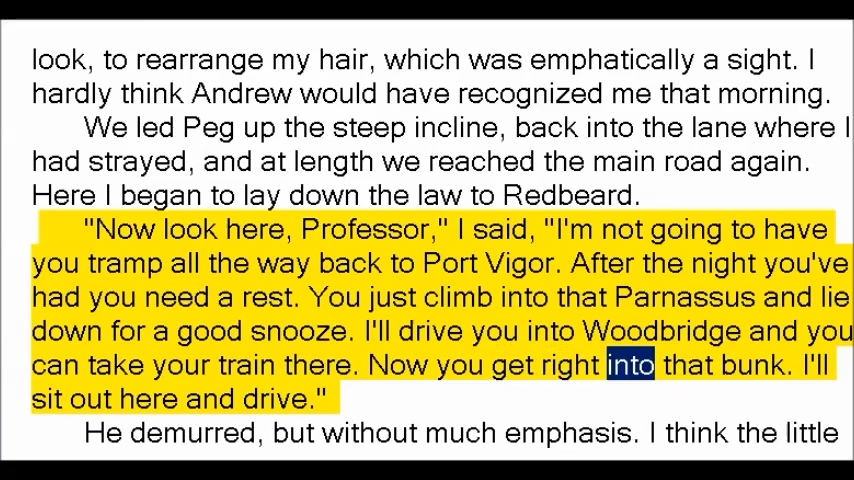 look, to rearrange my hair, which was emphatically a sight. I
hardly think Andrew would have recognized me that morning.
We led Peg up the steep incline, back into the lane where I
had strayed, and at length we reached the main road again.
Here I began to lay down the law to Redbeard.
"Now look here, Professor," I said, "I'm not going to have
you tramp all the way back to Port Vigor. After the night you've
had you need a rest. You just climb into that Parnassus and lie
down for a good snooze. I'll drive you into Woodbridge and you
can take your train there. Now you get right into that bunk. I'll
sit out here and drive."
He demurred, but without much emphasis. I think the little